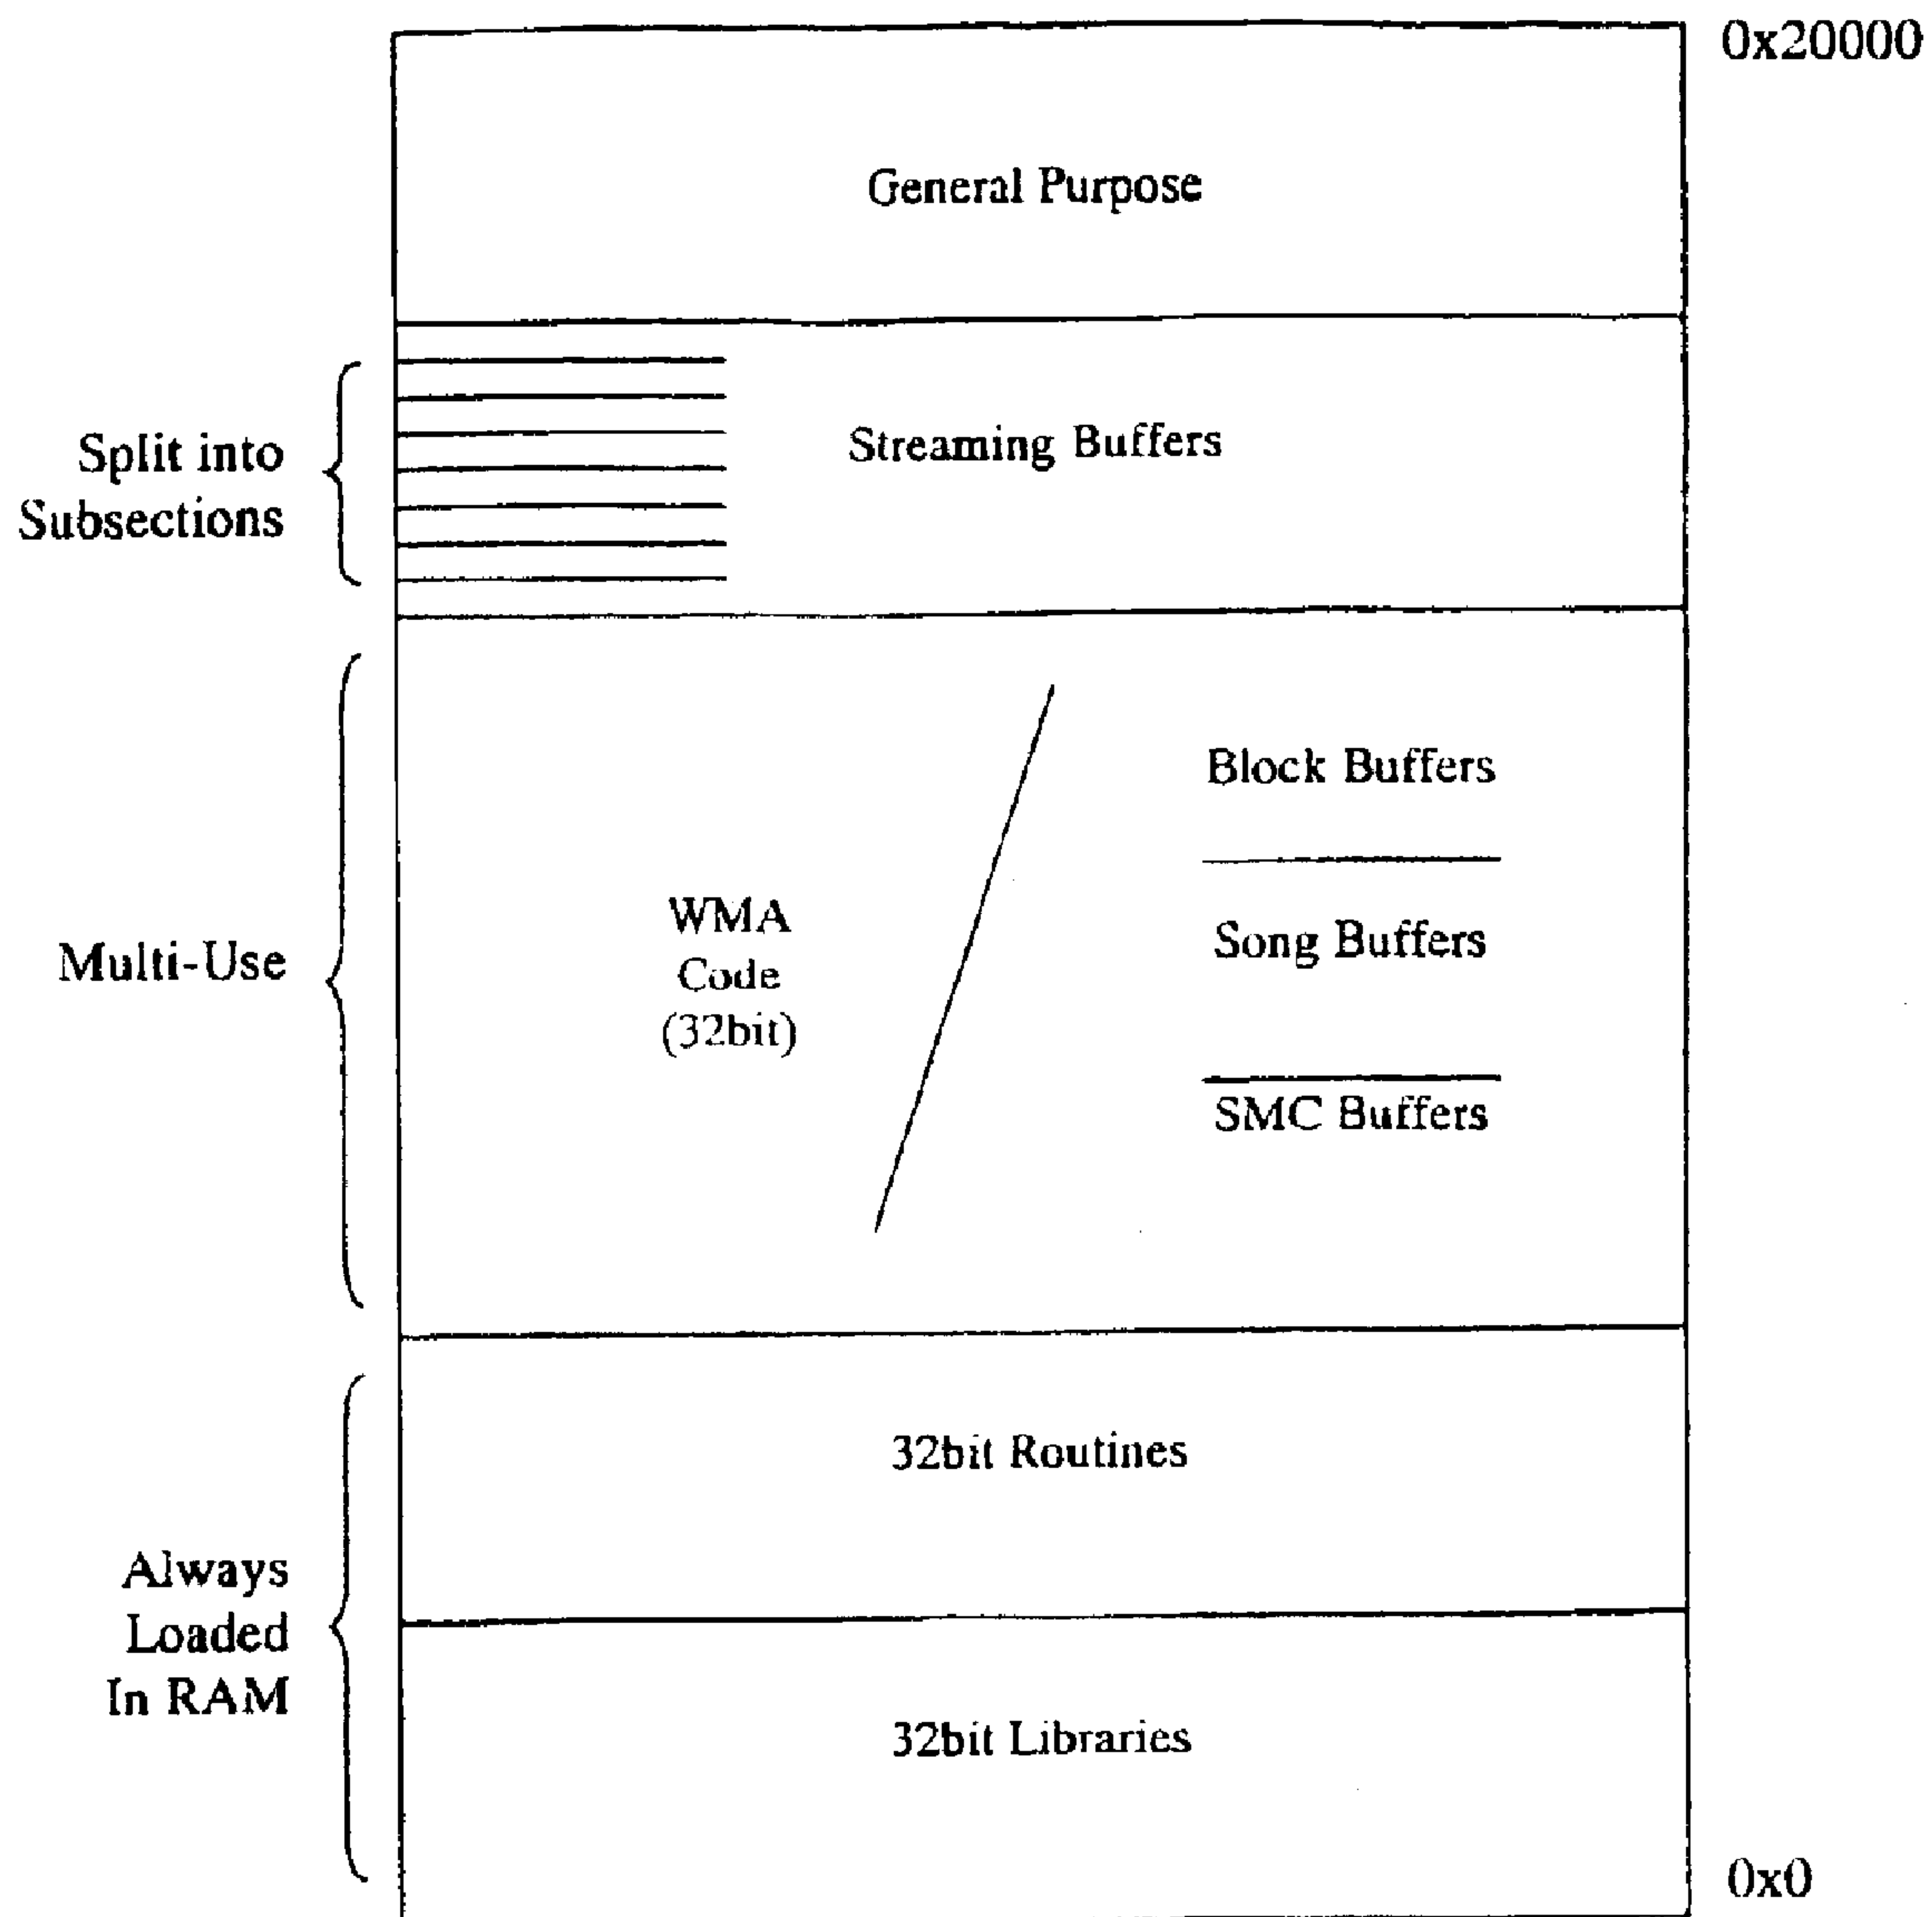 0x20000
General Purpose
Split into
Subsections
Streaming Buffers
Multi-Use
WMA
Code
(32bit)
Block Buffers
Song Buffers
SMC Buffers
Always
Loaded
In RAM
32bit Routines
32bit Libraries
0x0